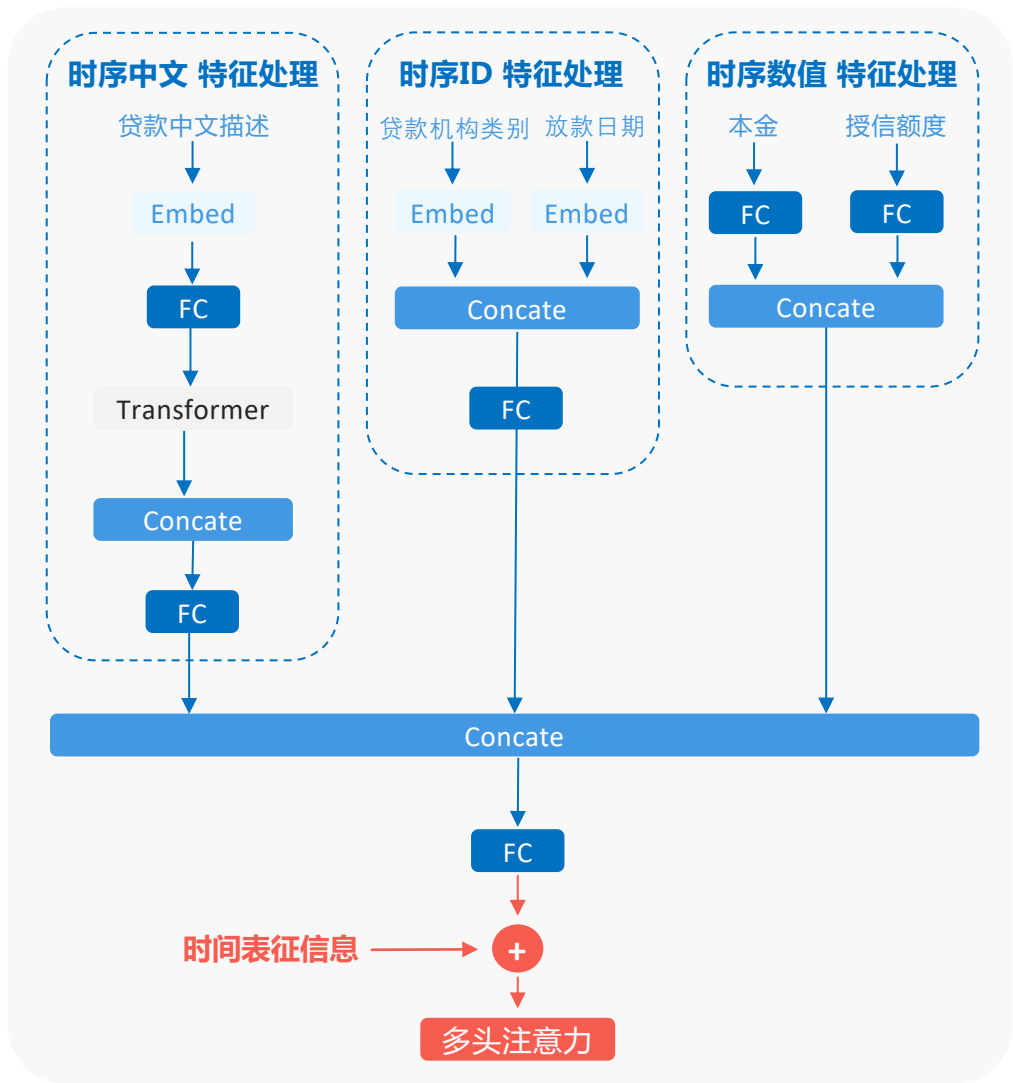 时序中文 特征处理
贷款中文描述
Embed
FC
Transformer
Concate
FC
时序ID 特征处理
贷款机构类别 放款日期
Embed Embed
Concate
FC
时序数值 特征处理
本金 授信额度
FC FC
Concate
Concate
FC
时间表征信息
+
多头注意力